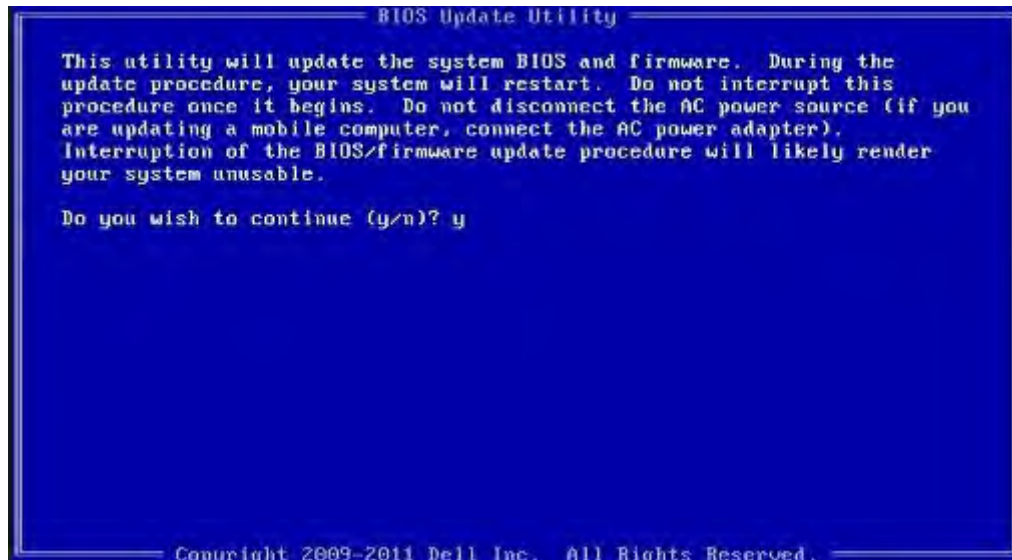 BIOS Update Utility
This utility will update the system BIOS and firmware.  During the
update procedure, your system will restart.  Do not interrupt this
procedure once it begins.  Do not disconnect the AC power source (if you
are updating a mobile computer, connect the AC power adapter).
Interruption of the BIOS/firmware update procedure will likely render
your system unusable.
Do you wish to continue (y/n)? y
Copyright 2009-2011 Dell Inc.  All Rights Reserved.